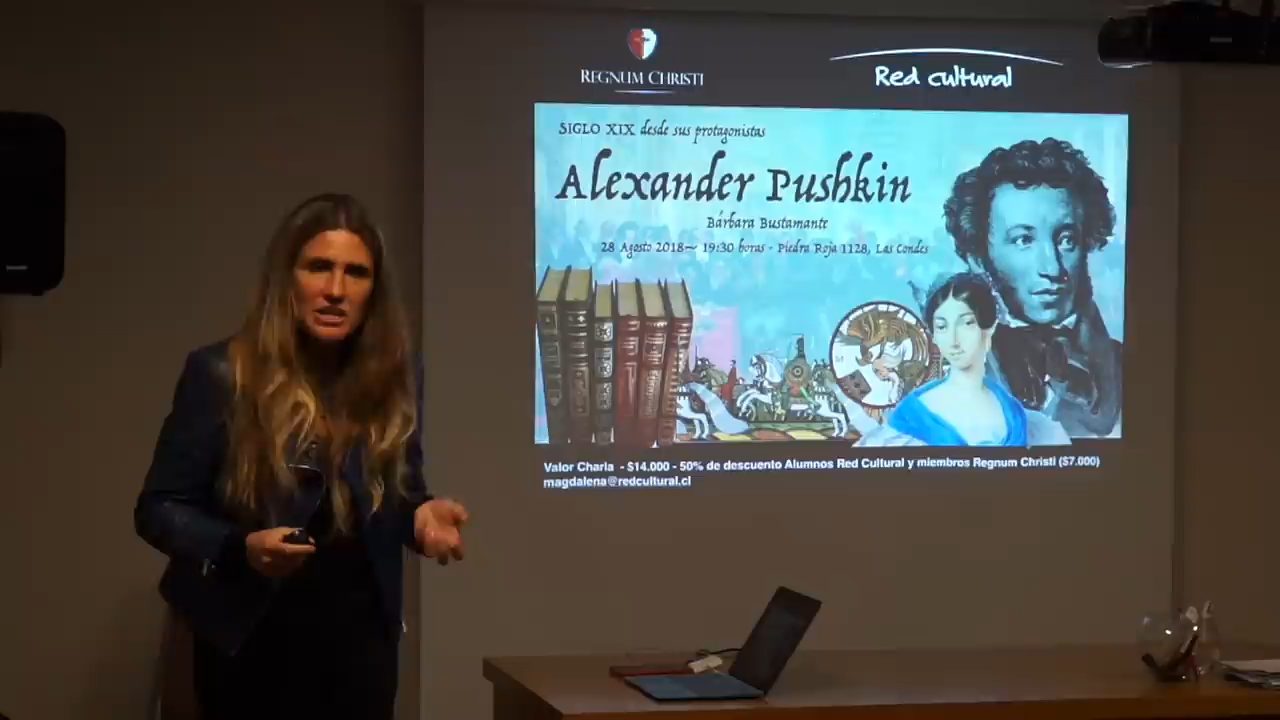 REGNUM CHRISTI
Red cultural
SIGLO XIX desde sus protagonistas
Alexander Pushkin
Bárbara Bustamante
28 Agosto 2018~ 19:30 horas - Piedra Roja 1128, Las Condes
Valor Charla - $14.000 - 50% de descuento Alumnos Red Cultural y miembros Regnum Christi ($7.000)
magdalena@redcultural.cl